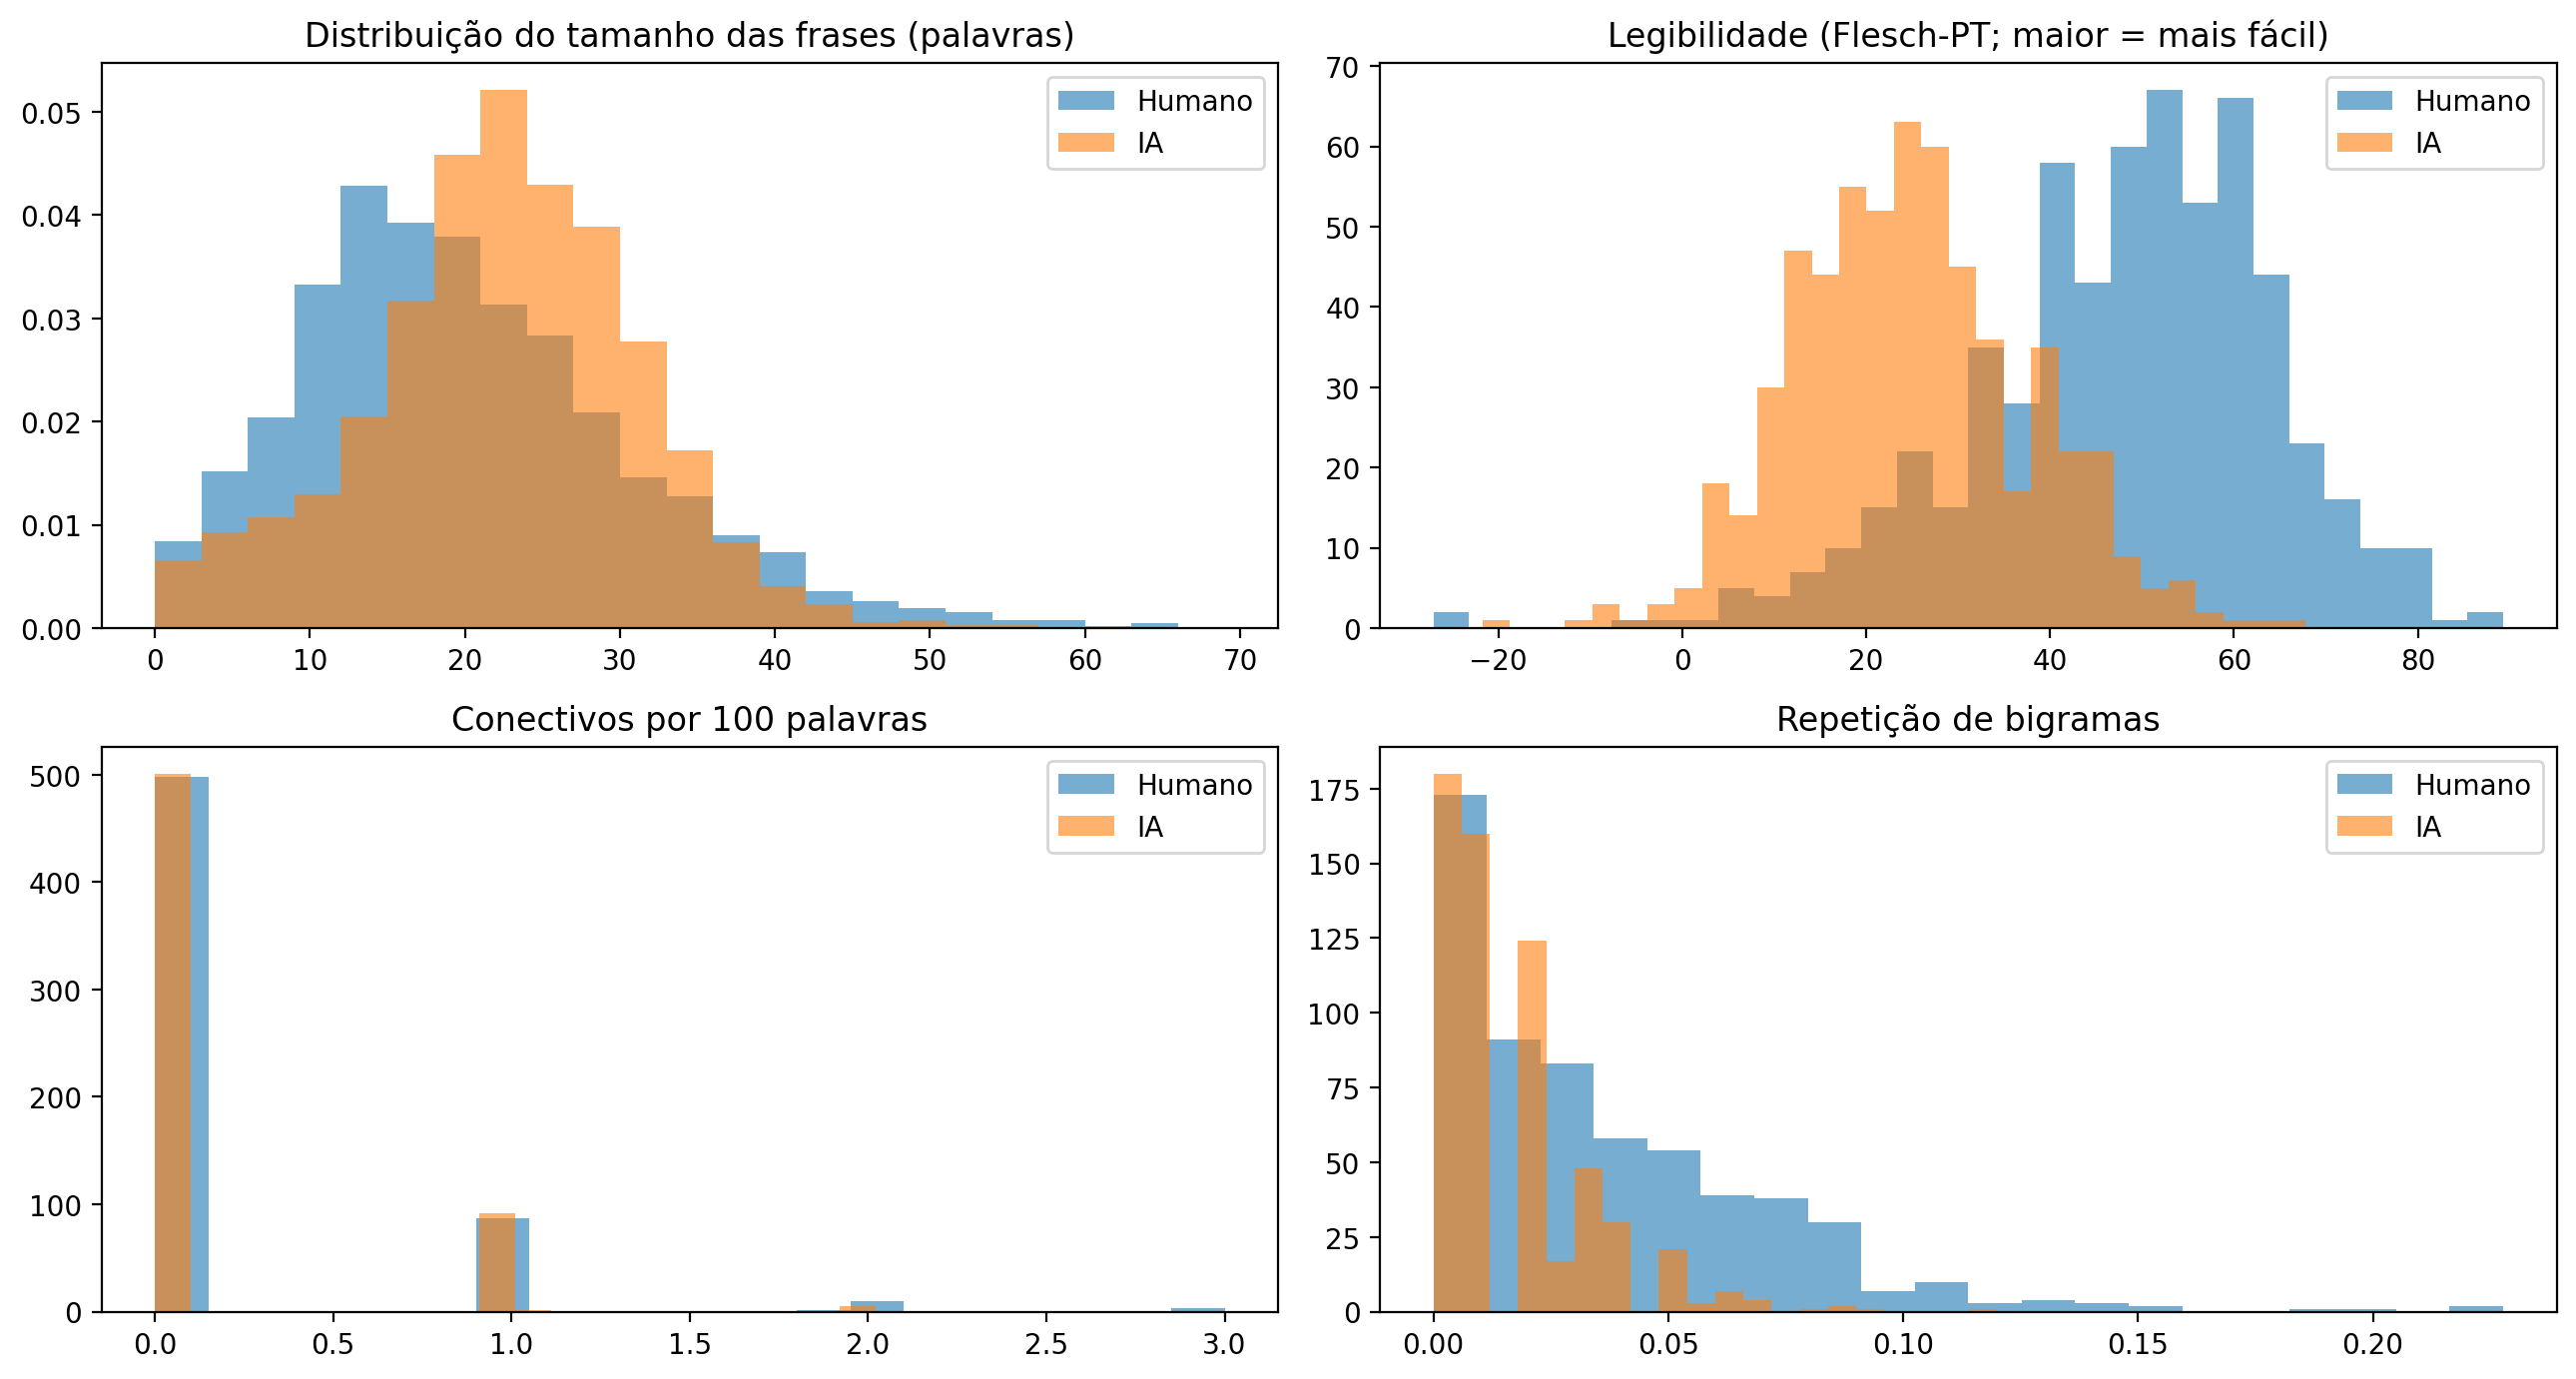 Distribuição do tamanho das frases (palavras)
Humano
IA
0.05
0.04
0.03
0.02
0.01
0.00
0 10 20 30 40 50 60 70
Legibilidade (Flesch-PT; maior = mais fácil)
Humano
IA
70
60
50
40
30
20
10
0
−20 0 20 40 60 80
Conectivos por 100 palavras
Humano
IA
500
400
300
200
100
0
0.0 0.5 1.0 1.5 2.0 2.5 3.0
Repetição de bigramas
Humano
IA
175
150
125
100
75
50
25
0
0.00 0.05 0.10 0.15 0.20